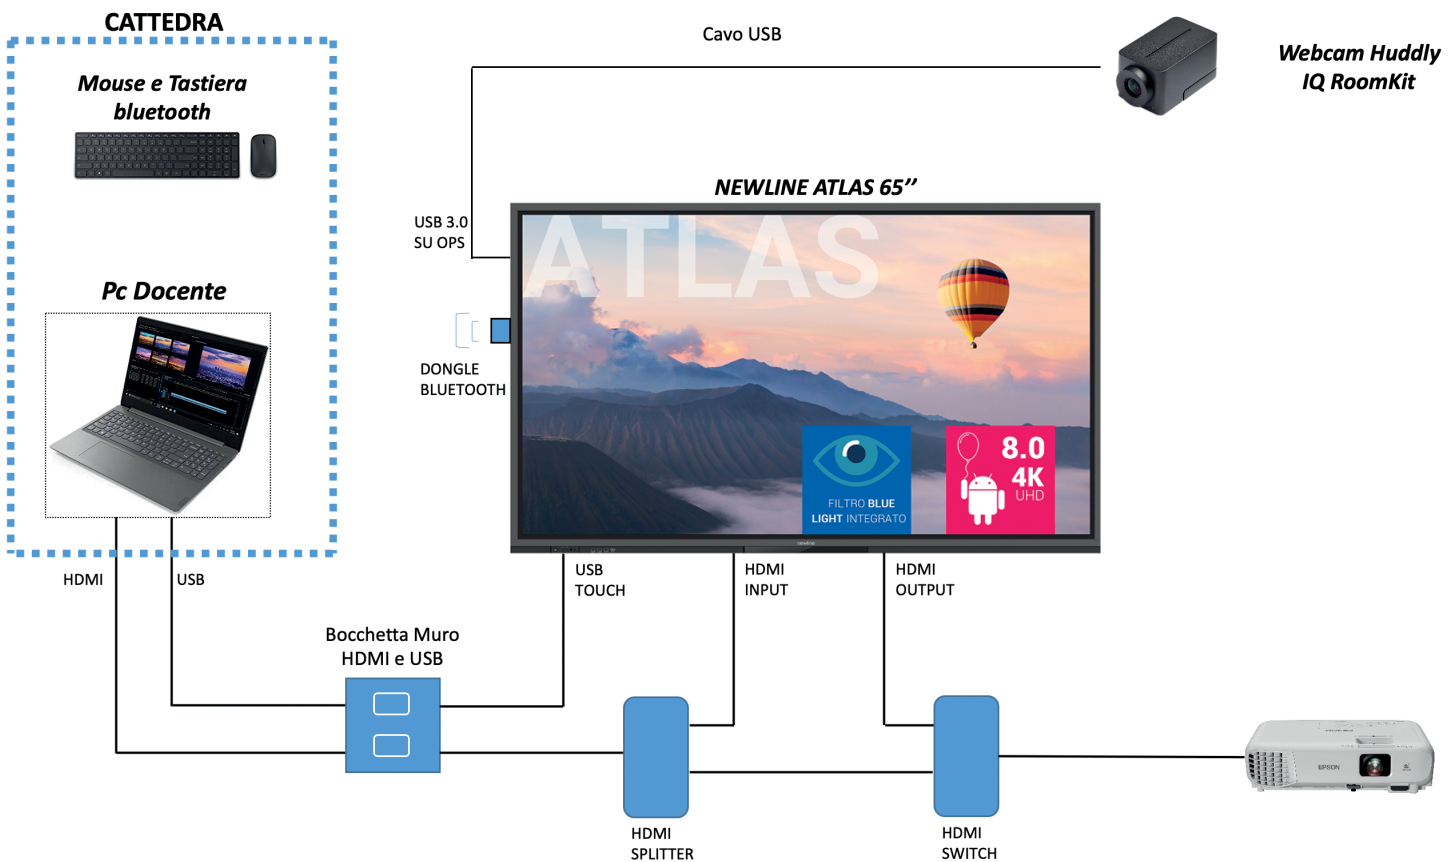 CATTEDRA
Mouse e Tastiera
bluetooth
Pc Docente
HDMI
USB
Cavo USB
Webcam Huddly
IQ RoomKit
NEWLINE ATLAS 65’’
USB 3.0
SU OPS
DONGLE
BLUETOOTH
ATLAS
FILTRO BLUE
LIGHT INTEGRATO
8.0
4K
UHD
newline
USB
TOUCH
HDMI
INPUT
HDMI
OUTPUT
Bocchetta Muro
HDMI e USB
HDMI
SPLITTER
HDMI
SWITCH
EPSON